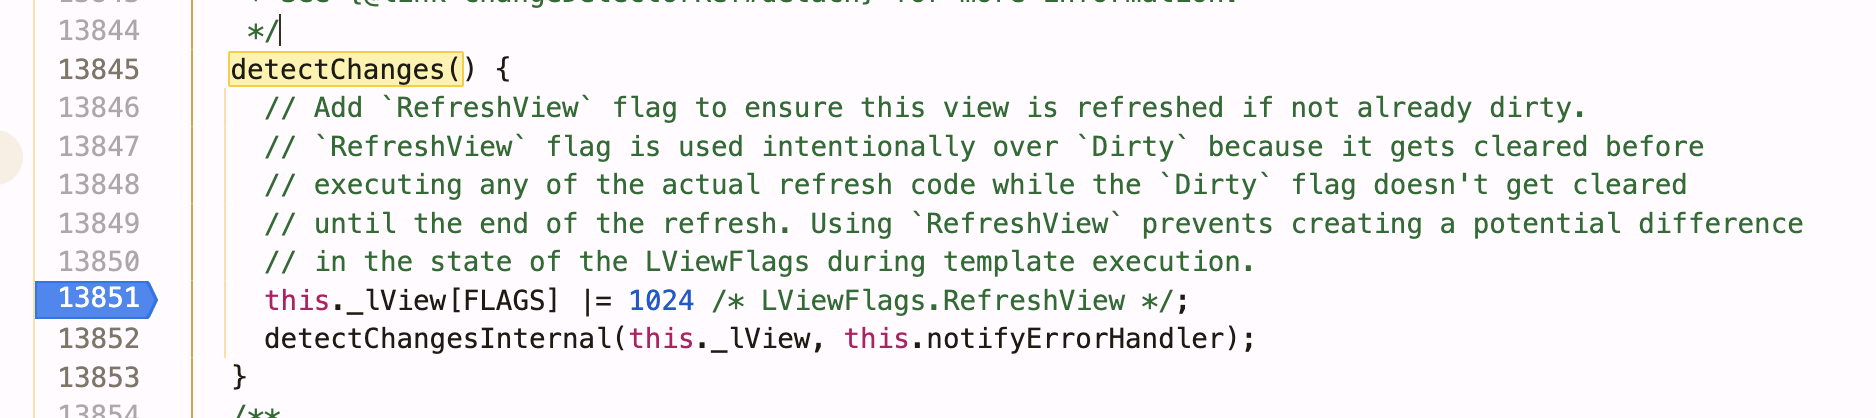 13843 * See {@link ChangeDetectorRef#detach} for more information.
13844 */
13845 detectChanges() {
13846 // Add `RefreshView` flag to ensure this view is refreshed if not already dirty.
13847 // `RefreshView` flag is used intentionally over `Dirty` because it gets cleared before
13848 // executing any of the actual refresh code while the `Dirty` flag doesn't get cleared
13849 // until the end of the refresh. Using `RefreshView` prevents creating a potential difference
13850 // in the state of the LViewFlags during template execution.
13851 this._lView[FLAGS] |= 1024 /* LViewFlags.RefreshView */;
13852 detectChangesInternal(this._lView, this.notifyErrorHandler);
13853 }
13854 /**